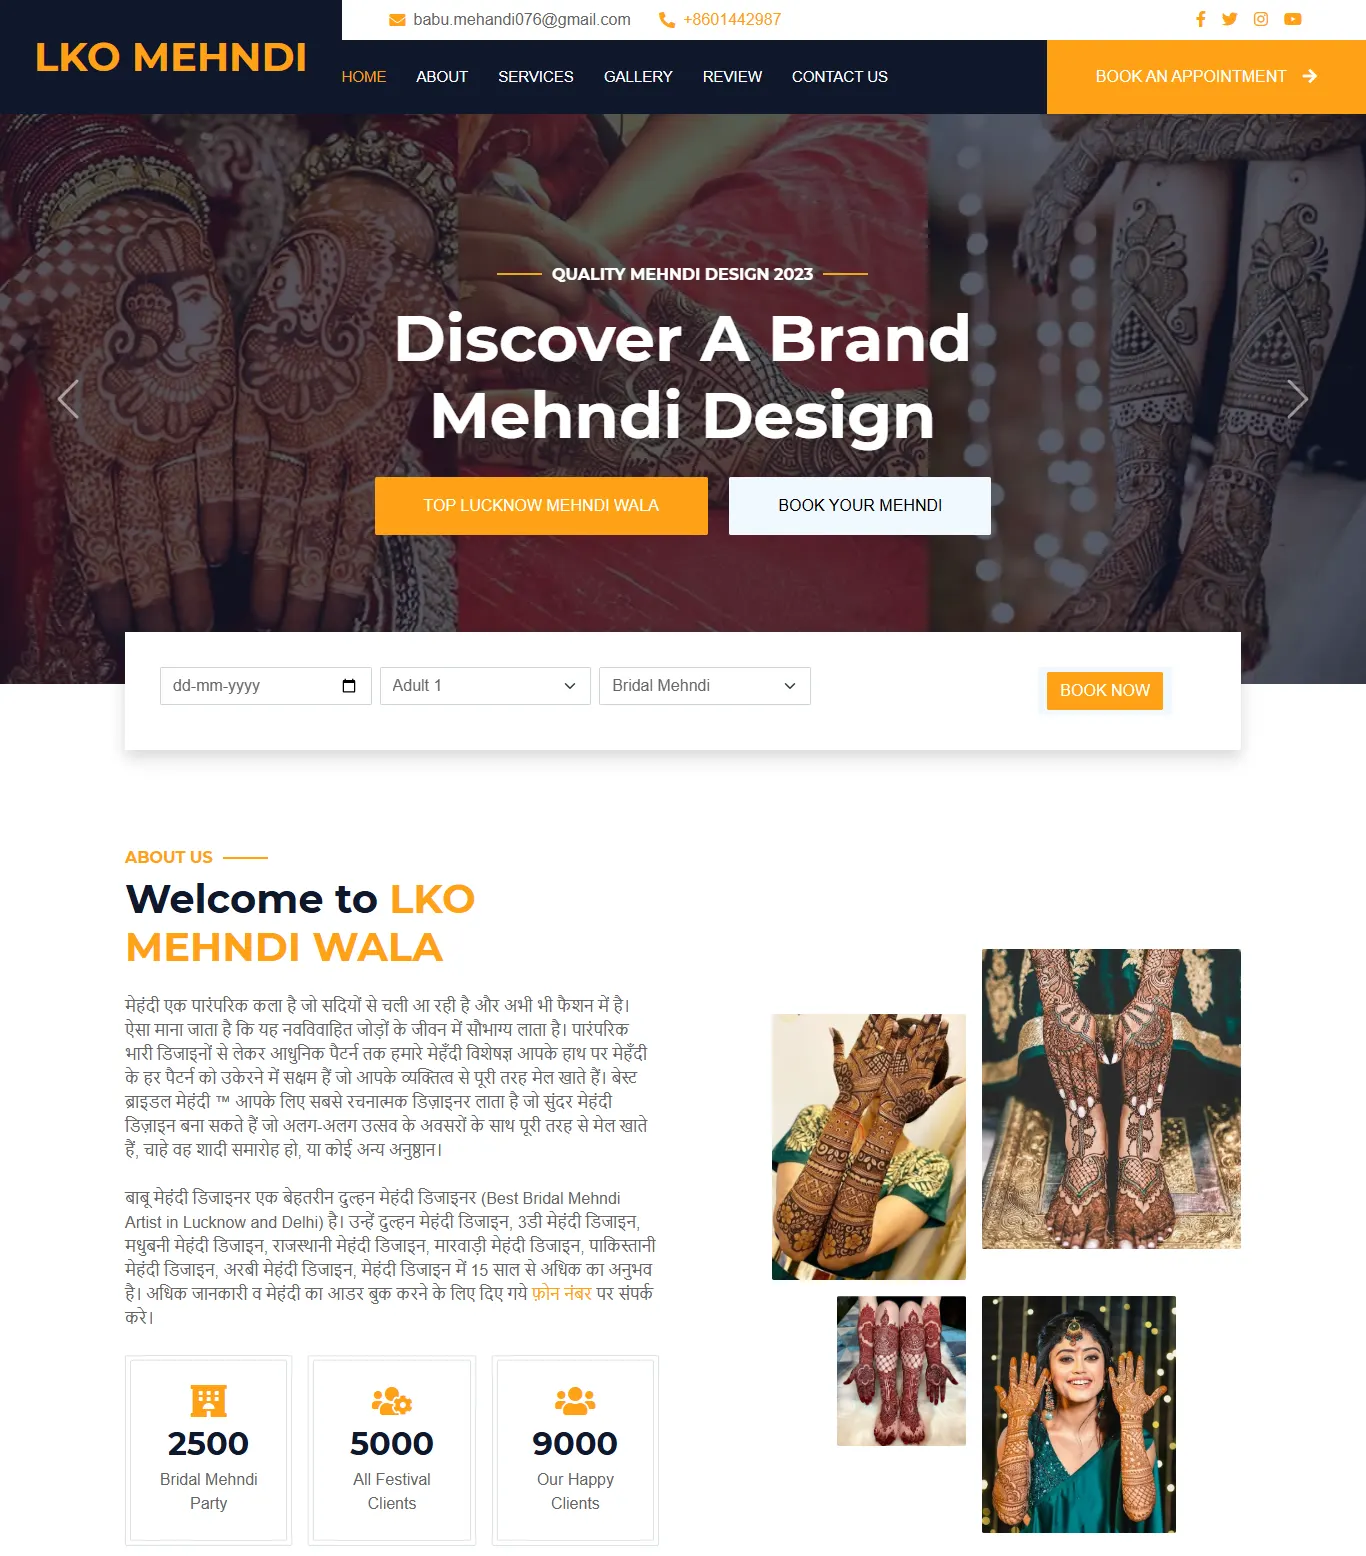 babu.mehandi076@gmail.com +8601442987
LKO MEHNDI
HOME ABOUT SERVICES GALLERY REVIEW CONTACT US
BOOK AN APPOINTMENT
QUALITY MEHNDI DESIGN 2023
Discover A Brand
Mehndi Design
TOP LUCKNOW MEHNDI WALA
BOOK YOUR MEHNDI
dd-mm-yyyy
Adult 1
Bridal Mehndi
BOOK NOW
ABOUT US
Welcome to LKO
MEHNDI WALA
मेहंदी एक पारंपरिक कला है जो सदियों से चली आ रही है और अभी भी फैशन में है।
ऐसा माना जाता है कि यह नवविवाहित जोड़ों के जीवन में सौभाग्य लाता है। पारंपरिक
भारी डिजाइनों से लेकर आधुनिक पैटर्न तक हमारे मेहँदी विशेषज्ञ आपके हाथ पर मेहँदी
के हर पैटर्न को उकेरने में सक्षम हैं जो आपके व्यक्तित्व से पूरी तरह मेल खाते हैं। बेस्ट
ब्राइडल मेहंदी ™ आपके लिए सबसे रचनात्मक डिज़ाइनर लाता है जो सुंदर मेहंदी
डिज़ाइन बना सकते हैं जो अलग-अलग उत्सव के अवसरों के साथ पूरी तरह से मेल खाते
हैं, चाहे वह शादी समारोह हो, या कोई अन्य अनुष्ठान।
बाबू मेहंदी डिजाइनर एक बेहतरीन दुल्हन मेहंदी डिजाइनर (Best Bridal Mehndi
Artist in Lucknow and Delhi) है। उन्हें दुल्हन मेहंदी डिजाइन, 3डी मेहंदी डिजाइन,
मधुबनी मेहंदी डिजाइन, राजस्थानी मेहंदी डिजाइन, मारवाड़ी मेहंदी डिजाइन, पाकिस्तानी
मेहंदी डिजाइन, अरबी मेहंदी डिजाइन, मेहंदी डिजाइन में 15 साल से अधिक का अनुभव
है। अधिक जानकारी व मेहंदी का आडर बुक करने के लिए दिए गये फ़ोन नंबर पर संपर्क
करे।
2500
Bridal Mehndi
Party
5000
All Festival
Clients
9000
Our Happy
Clients